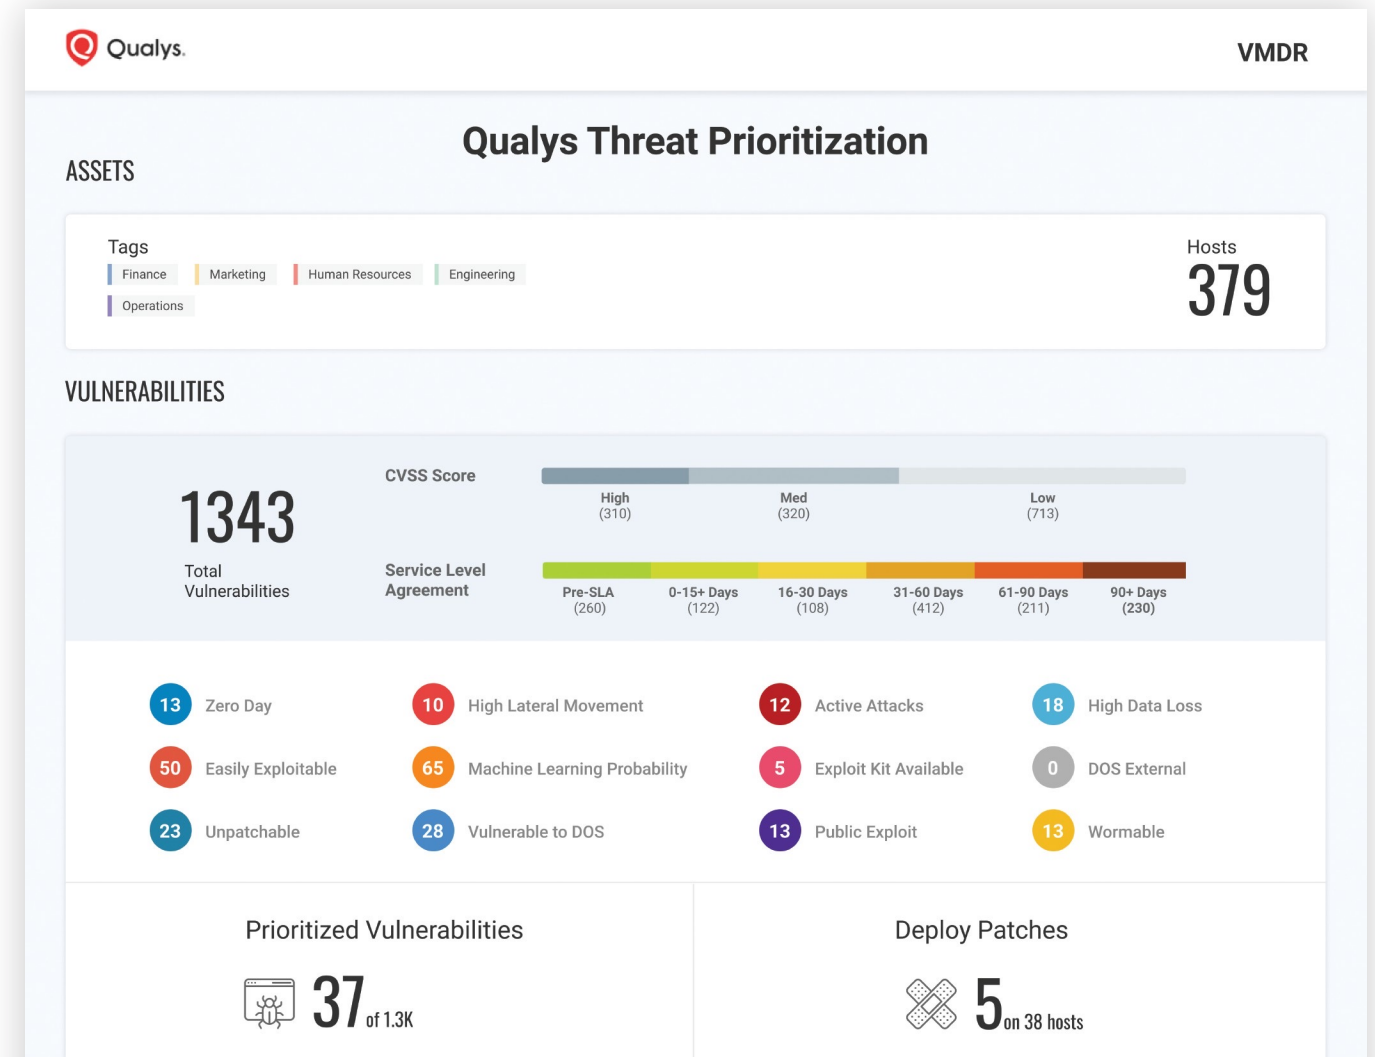 Qualys.
VMDR
Qualys Threat Prioritization
ASSETS
Tags
Finance
Marketing
Human Resources
Engineering
Operations
Hosts
379
VULNERABILITIES
1343
Total
Vulnerabilities
CVSS Score
High
(310)
Med
(320)
Low
(713)
Service Level
Agreement
Pre-SLA
(260)
0-15+ Days
(122)
16-30 Days
(108)
31-60 Days
(412)
61-90 Days
(211)
90+ Days
(230)
13 Zero Day
10 High Lateral Movement
12 Active Attacks
18 High Data Loss
50 Easily Exploitable
65 Machine Learning Probability
5 Exploit Kit Available
0 DOS External
23 Unpatchable
28 Vulnerable to DOS
13 Public Exploit
13 Wormable
Prioritized Vulnerabilities
37 of 1.3K
Deploy Patches
5 on 38 hosts